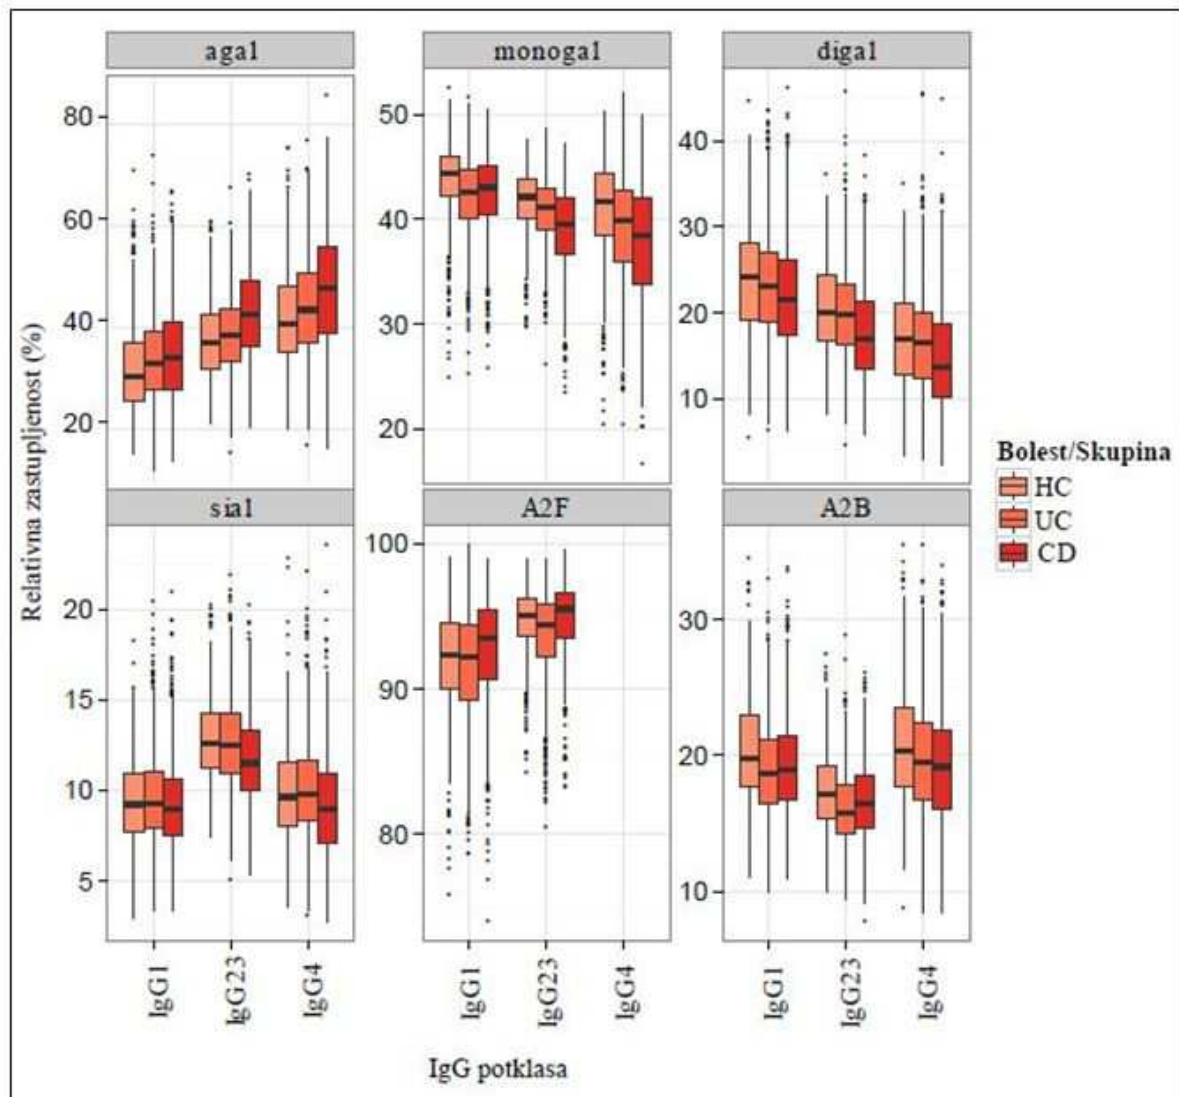 aga1
monoga1
diga1
80
60
40
20
50
40
30
20
40
30
20
10
sia1
A2F
A2B
20
15
10
5
100
90
80
30
20
10
Relativna zastupljenost (%)
IgG1
IgG23
IgG4
IgG1
IgG23
IgG4
IgG1
IgG23
IgG4
IgG potklasa
Bolest/Skupina
HC
UC
CD